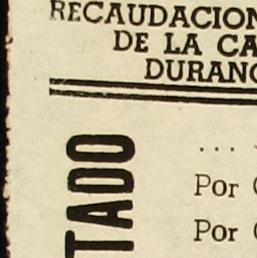 RECAUDACION
DE LA CA
DURANG
TADO
... 
Por
Por